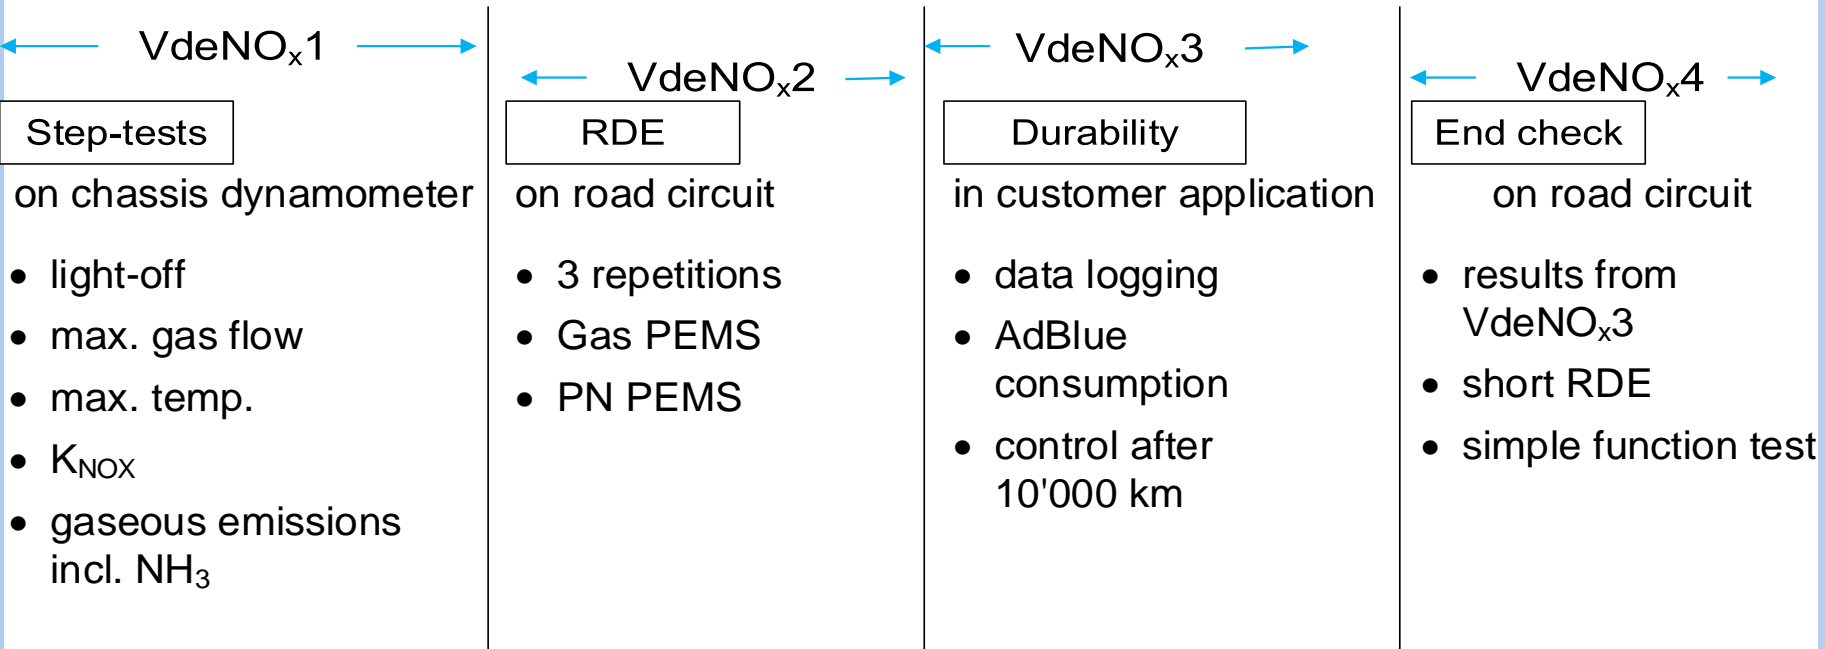 VdeNOₓ1
Step-tests
on chassis dynamometer
• light-off
• max. gas flow
• max. temp.
• K_NOX
• gaseous emissions
incl. NH₃
VdeNOₓ2
RDE
on road circuit
• 3 repetitions
• Gas PEMS
• PN PEMS
VdeNOₓ3
Durability
in customer application
• data logging
• AdBlue
consumption
• control after
10'000 km
VdeNOₓ4
End check
on road circuit
• results from
VdeNOₓ3
• short RDE
• simple function test